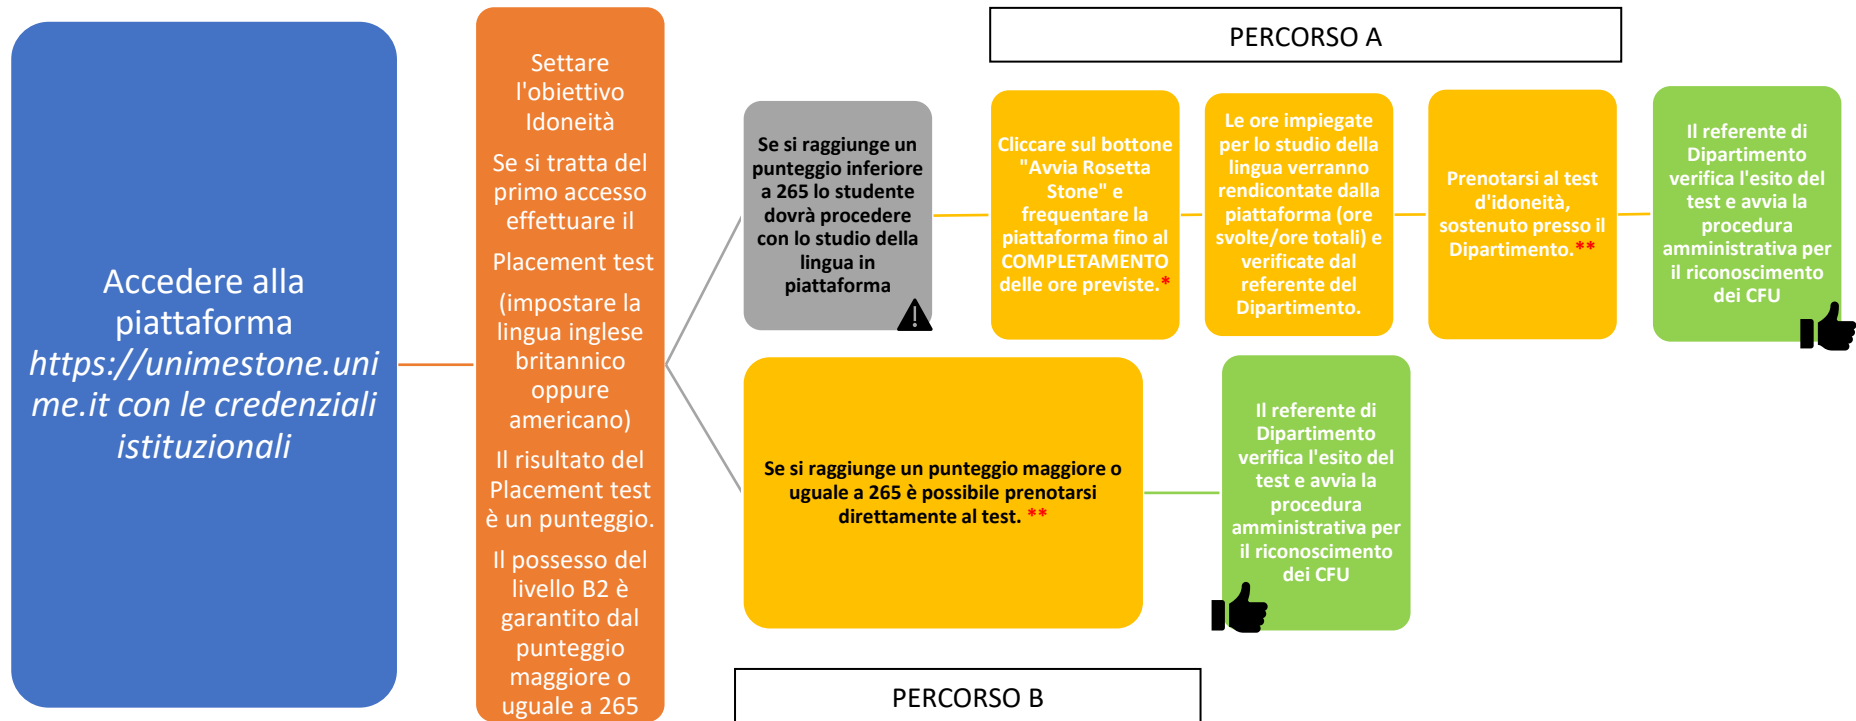 Accedere alla
piattaforma
https://unimestone.uni
me.it con le credenziali
istituzionali
Settare
l'obiettivo
Idoneità
Se si tratta del
primo accesso
effettuare il
Placement test
(impostare la
lingua inglese
britannico
oppure
americano)
Il risultato del
Placement test
è un punteggio.
Il possesso del
livello B2 è
garantito dal
punteggio
maggiore o
uguale a 265
PERCORSO A
Se si raggiunge un
punteggio inferiore
a 265 lo studente
dovrà procedere
con lo studio della
lingua in
piattaforma
Cliccare sul bottone
"Avvia Rosetta
Stone" e
frequentare la
piattaforma fino al
COMPLETAMENTO
delle ore previste.*
Le ore impiegate
per lo studio della
lingua verranno
rendicontate dalla
piattaforma (ore
svolte/ore totali) e
verificate dal
referente del
Dipartimento.
Prenotarsi al test
d'idoneità,
sostenuto presso il
Dipartimento.**
Il referente di
Dipartimento
verifica l'esito del
test e avvia la
procedura
amministrativa per
il riconoscimento
dei CFU
Se si raggiunge un punteggio maggiore o
uguale a 265 è possibile prenotarsi
direttamente al test. **
Il referente di
Dipartimento
verifica l'esito del
test e avvia la
procedura
amministrativa per
il riconoscimento
dei CFU
PERCORSO B